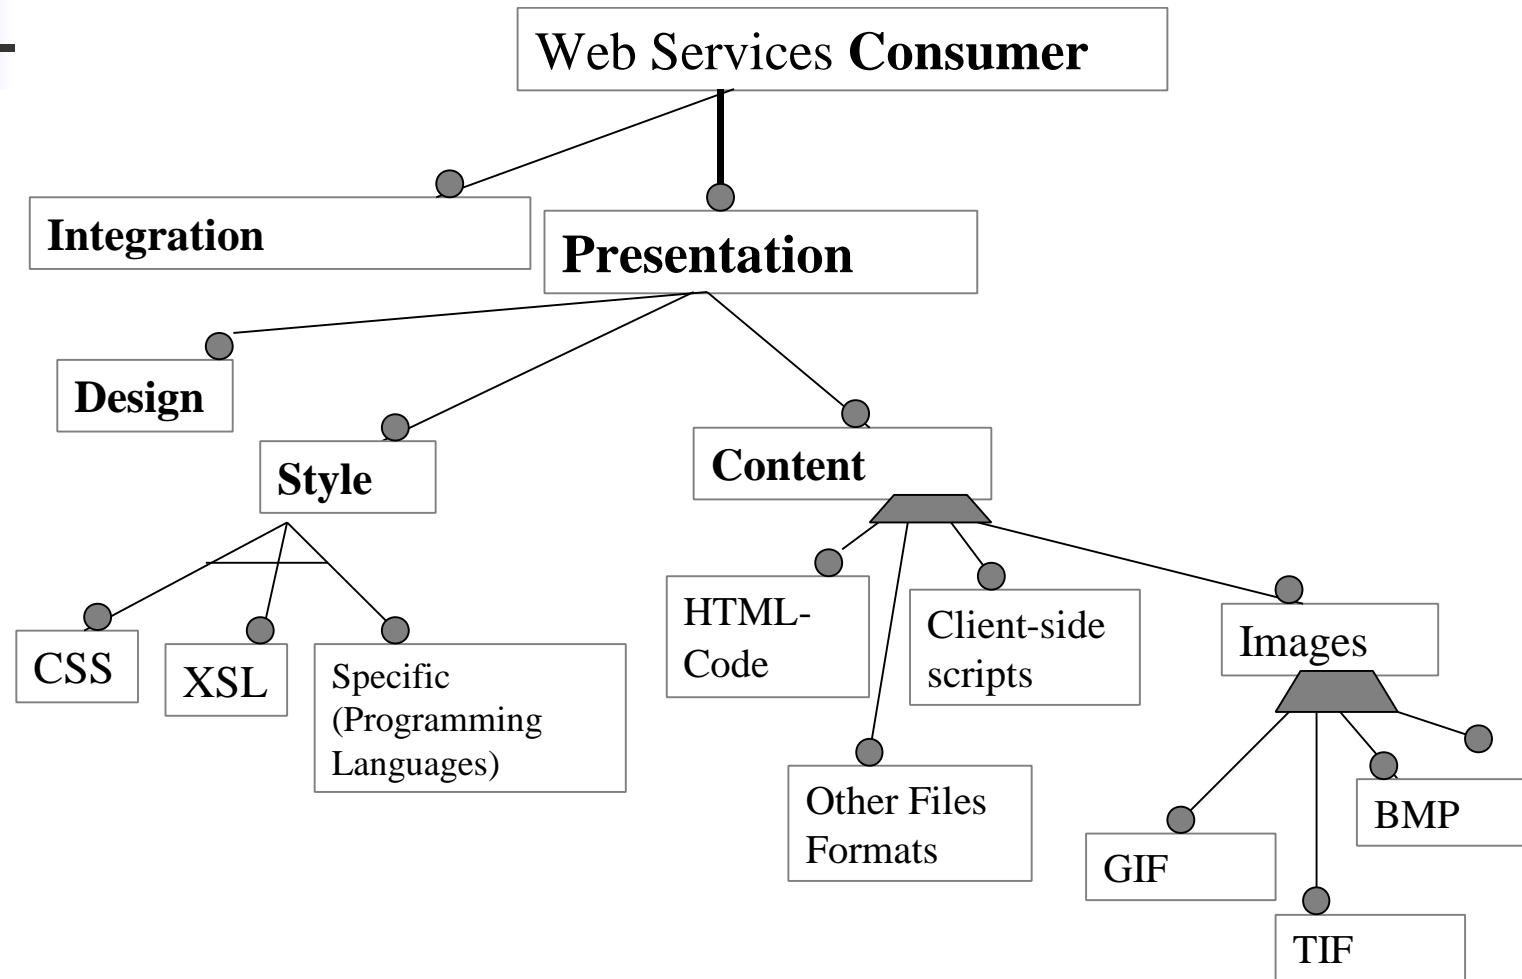 Web Services Consumer
Integration
Presentation
Design
Style
Content
CSS
XSL
Specific
(Programming
Languages)
HTML-
Code
Client-side
scripts
Images
Other Files
Formats
GIF
TIF
BMP